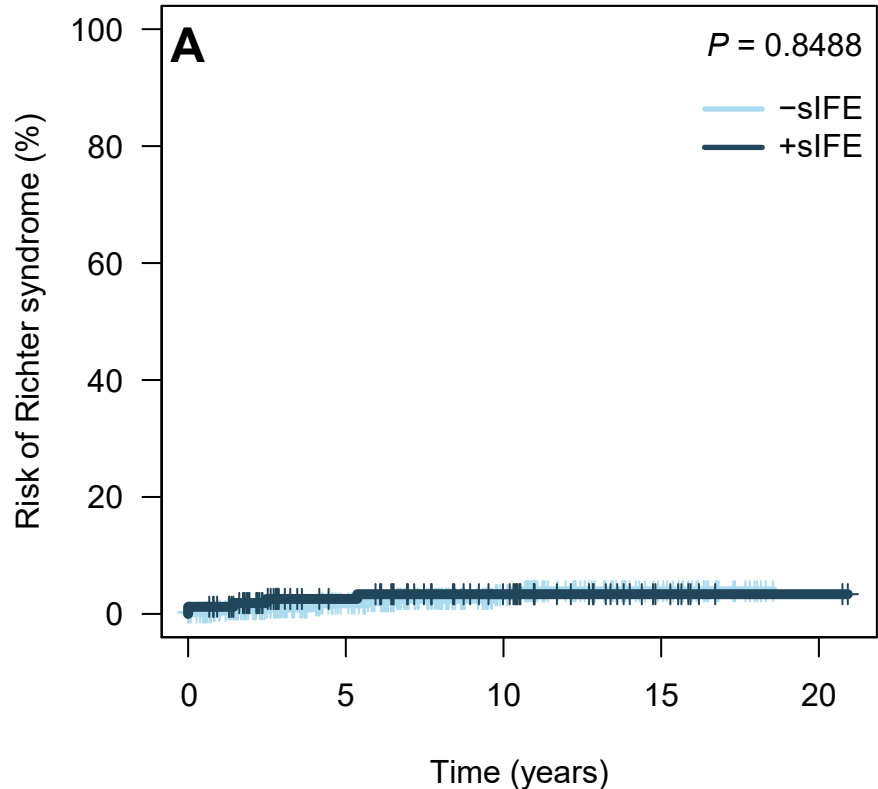 A
P = 0.8488
−sIFE
+sIFE
Risk of Richter syndrome (%)
100
80
60
40
20
0
0 5 10 15 20
Time (years)